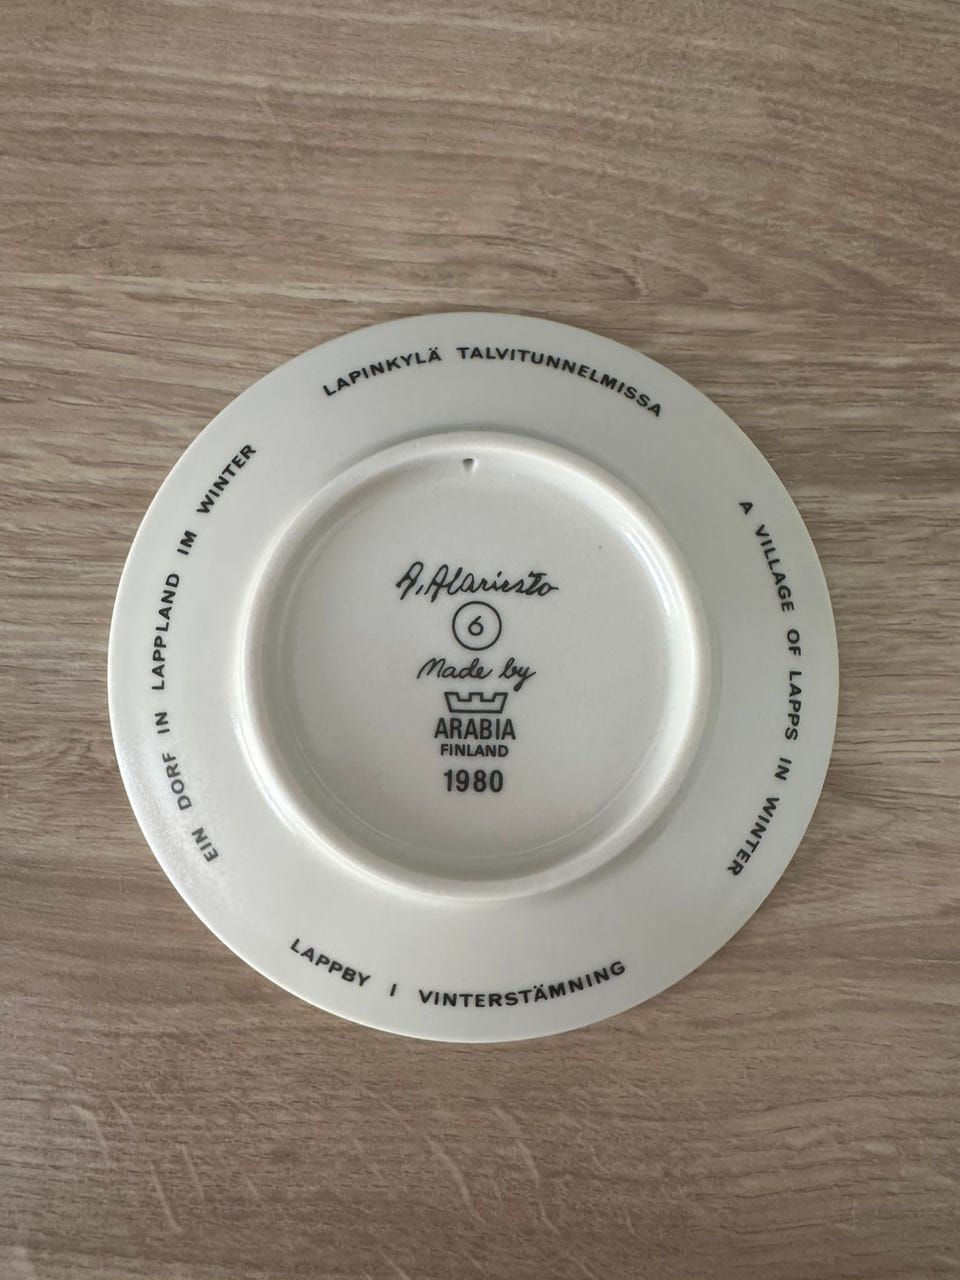 LAPINKYLÄ TALVITUNNELMISSA
A VILLAGE OF LAPPS IN WINTER
LAPPBY I VINTERSTÄMNING
EIN DORF IN LAPPLAND IM WINTER
A. Alariesto
6
Made by
ARABIA
FINLAND
1980